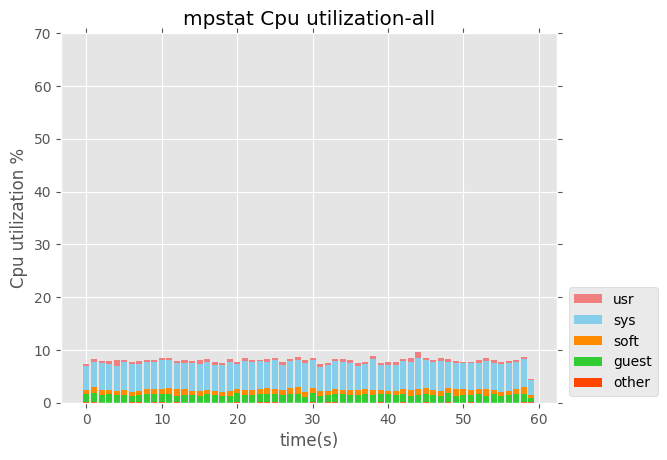 mpstat Cpu utilization-all
70
60
50
40
30
20
10
0
Cpu utilization %
0 10 20 30 40 50 60
time(s)
usr
sys
soft
guest
other